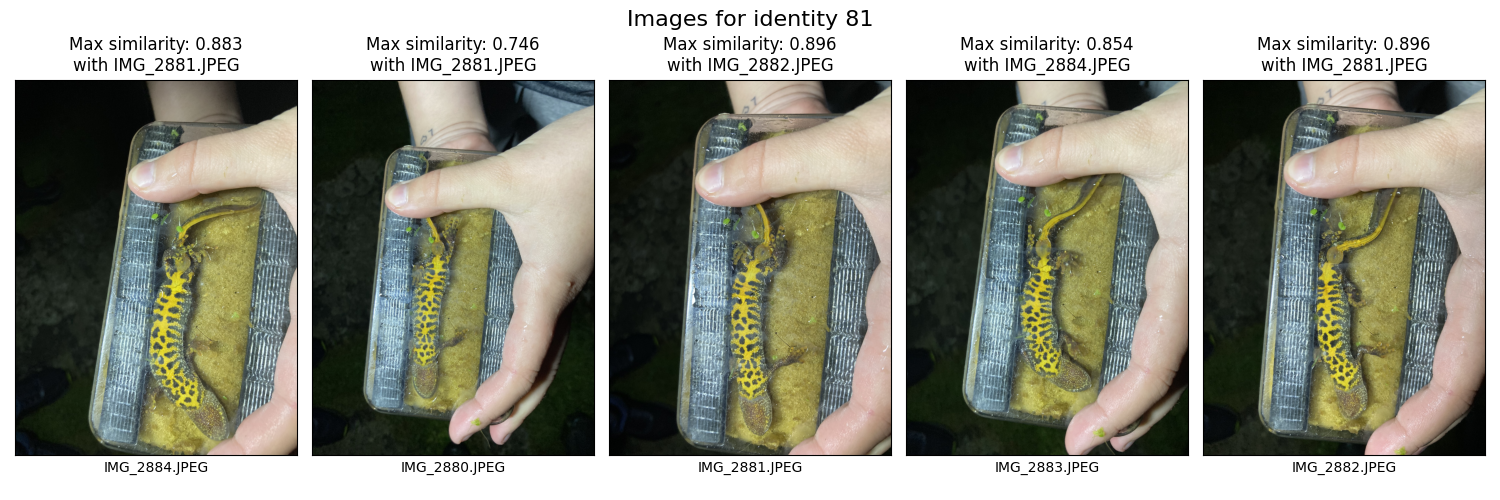 Images for identity 81
Max similarity: 0.883
with IMG_2881.JPEG
Max similarity: 0.746
with IMG_2881.JPEG
Max similarity: 0.896
with IMG_2882.JPEG
Max similarity: 0.854
with IMG_2884.JPEG
Max similarity: 0.896
with IMG_2881.JPEG
IMG_2884.JPEG
IMG_2880.JPEG
IMG_2881.JPEG
IMG_2883.JPEG
IMG_2882.JPEG